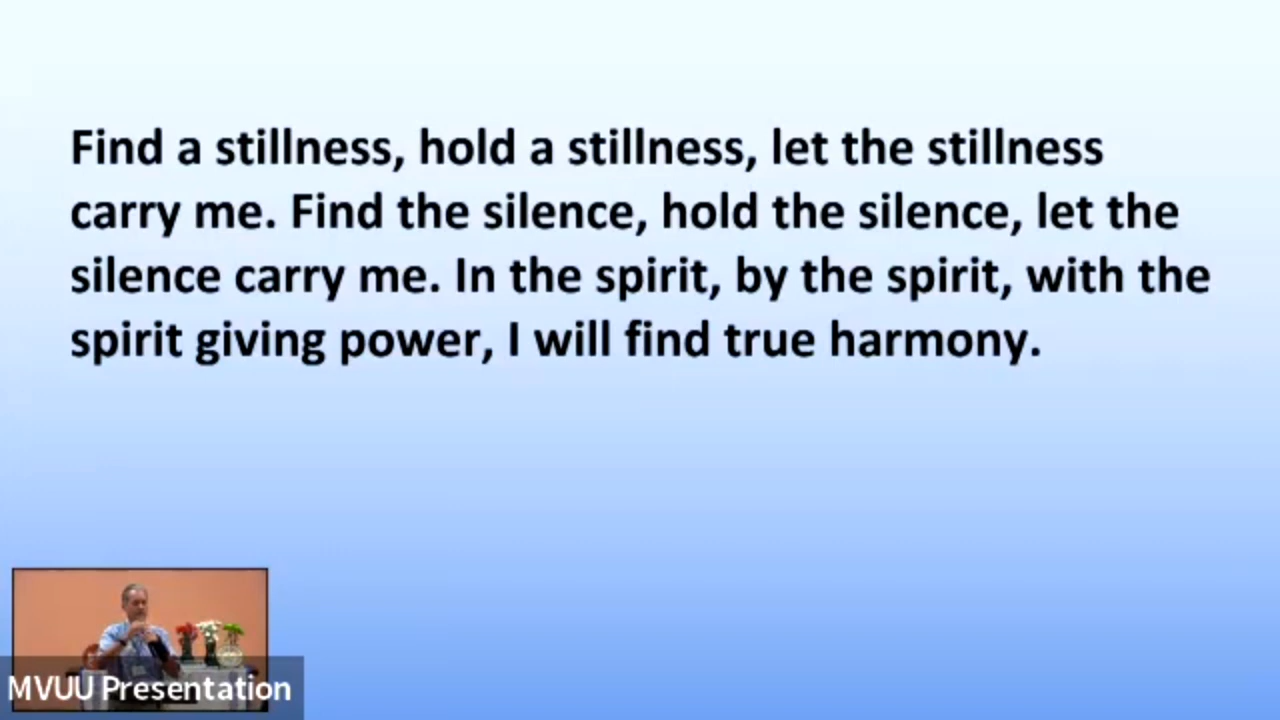 Find a stillness, hold a stillness, let the stillness
carry me. Find the silence, hold the silence, let the
silence carry me. In the spirit, by the spirit, with the
spirit giving power, I will find true harmony.
MVUU Presentation